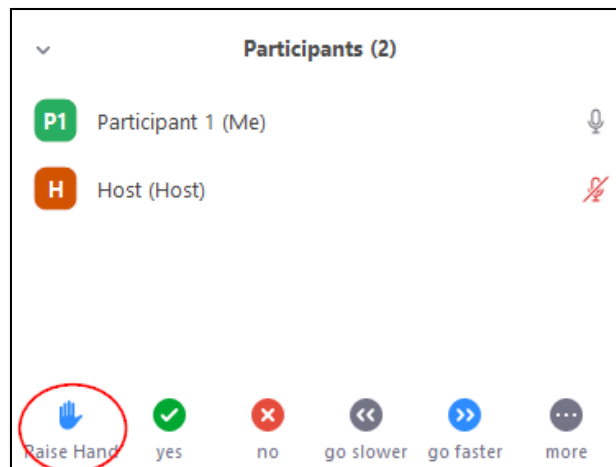 Participants (2)
P1 Participant 1 (Me)
H Host (Host)
Raise Hand yes no go slower go faster more